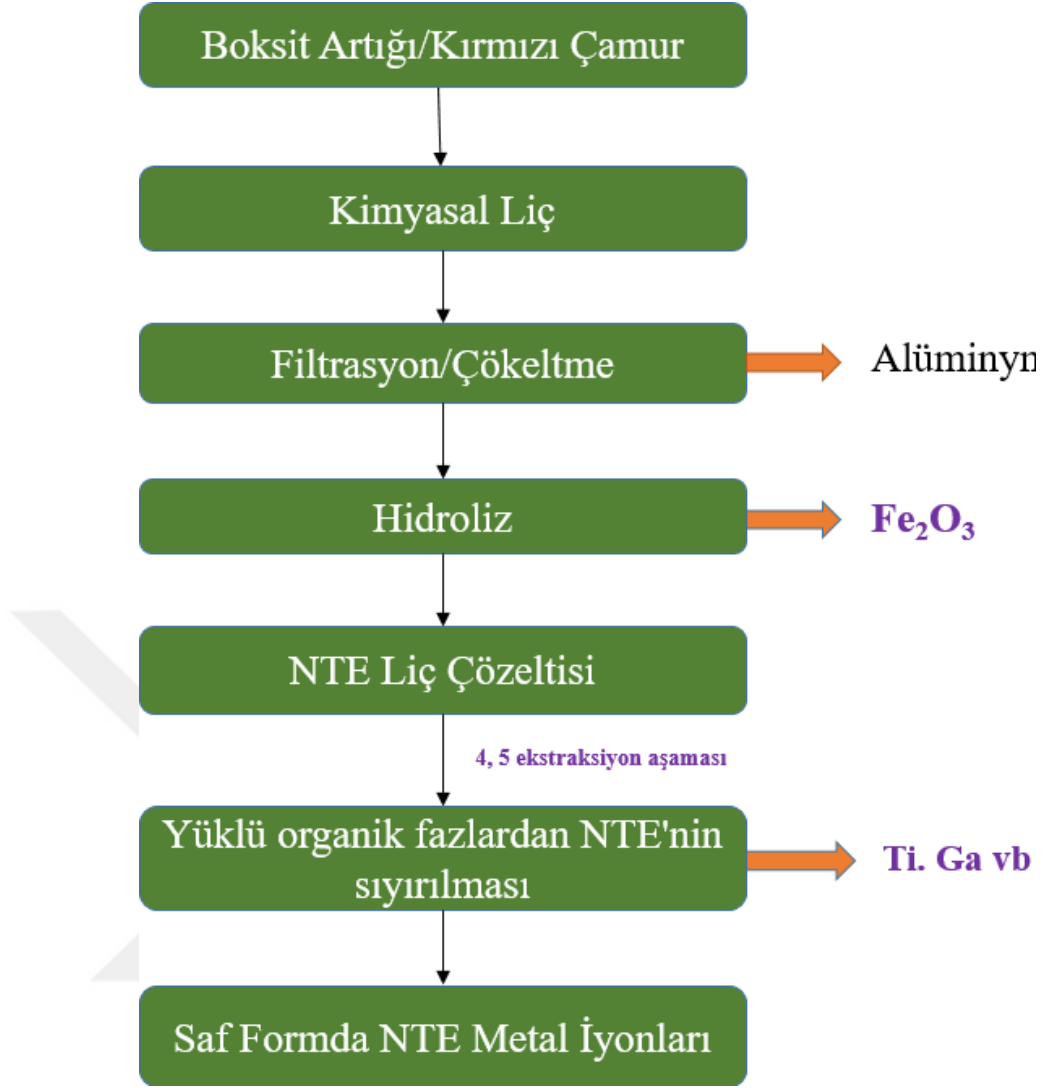 Boksit Artığı/Kırmızı Çamur
Kimyasal Liç
Filtrasyon/Çökeltme
Alüminyn
Hidroliz
Fe₂O₃
NTE Liç Çözeltisi
4, 5 ekstraksiyon aşaması
Yüklü organik fazlardan NTE'nin
sıyırılması
Ti. Ga vb
Saf Formda NTE Metal İyonları